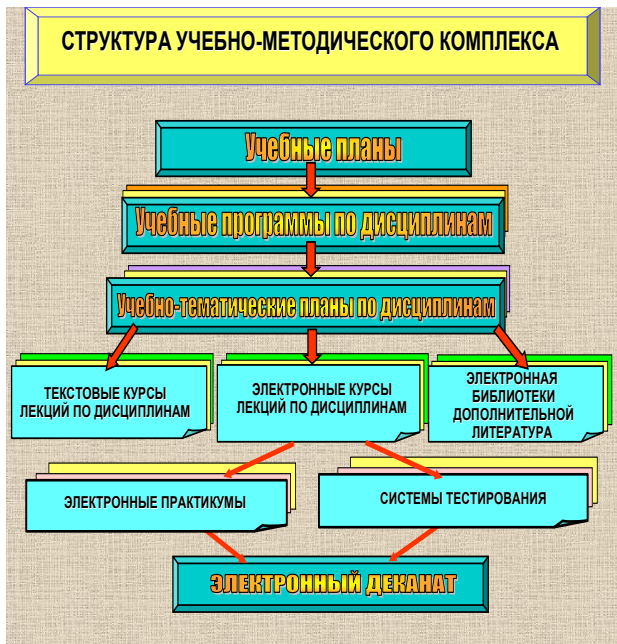 СТРУКТУРА УЧЕБНО-МЕТОДИЧЕСКОГО КОМПЛЕКСА
Учебные планы
Учебные программы по дисциплинам
Учебно-тематические планы по дисциплинам
ТЕКСТОВЫЕ КУРСЫ
ЛЕКЦИЙ ПО ДИСЦИПЛИНАМ
ЭЛЕКТРОННЫЕ КУРСЫ
ЛЕКЦИЙ ПО ДИСЦИПЛИНАМ
ЭЛЕКТРОННАЯ
БИБЛИОТЕКИ
ДОПОЛНИТЕЛЬНОЙ
ЛИТЕРАТУРА
ЭЛЕКТРОННЫЕ ПРАКТИКУМЫ
СИСТЕМЫ ТЕСТИРОВАНИЯ
ЭЛЕКТРОННЫЙ ДЕКАНАТ